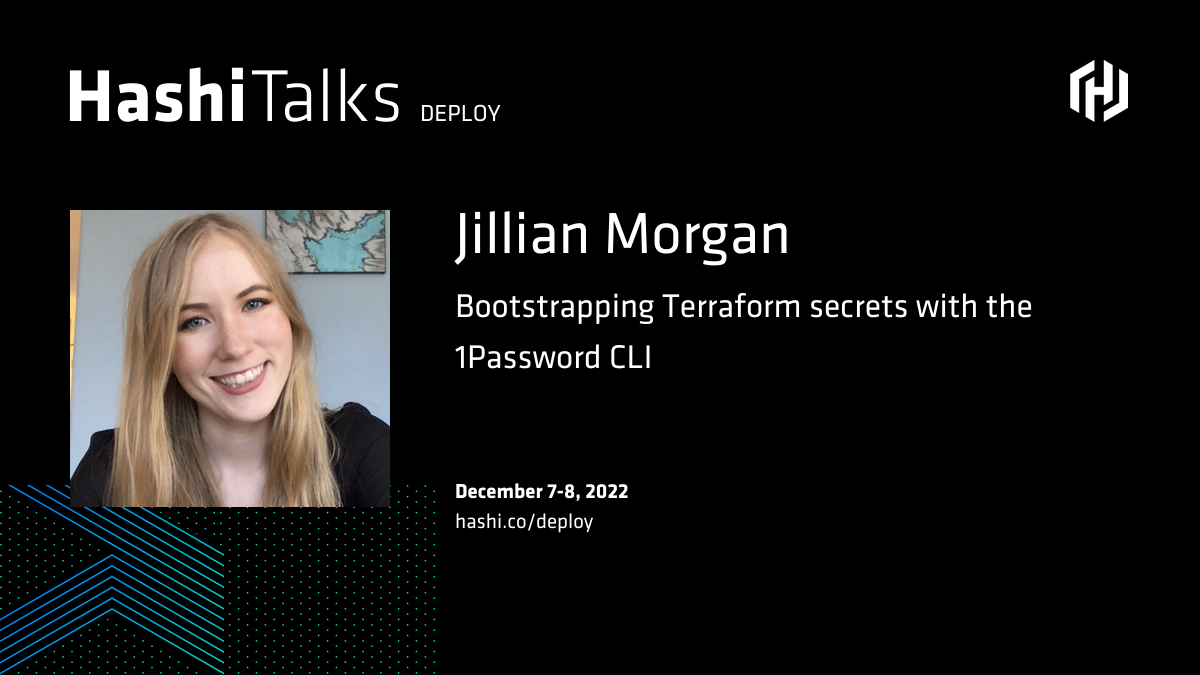 HashiTalks DEPLOY
Jillian Morgan
Bootstrapping Terraform secrets with the
1Password CLI
December 7-8, 2022
hashi.co/deploy